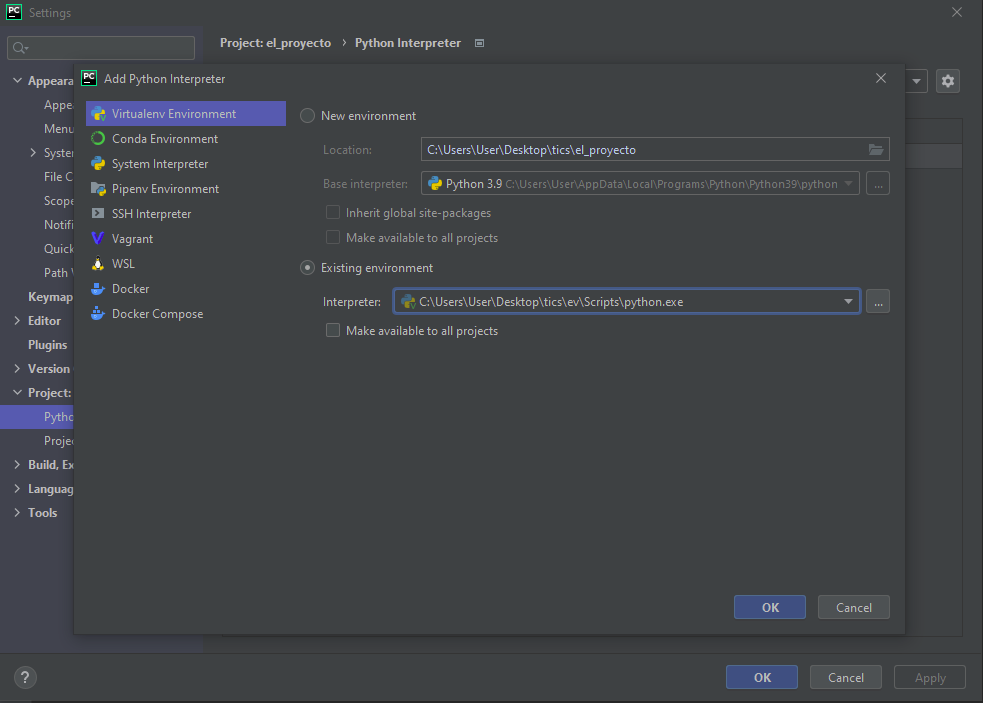 PC Settings
Project: el_proyecto › Python Interpreter
PC Add Python Interpreter
Appeara
Appe
Menu
Syste
File C
Scope
Notifi
Quick
Path
Keymap
Editor
Plugins
Version
Project:
Pytho
Projec
Build, Ex
Languag
Tools
Virtualenv Environment
Conda Environment
System Interpreter
Pipenv Environment
SSH Interpreter
Vagrant
WSL
Docker
Docker Compose
New environment
Location: C:\Users\User\Desktop\tics\el_proyecto
Base interpreter: Python 3.9 C:\Users\User\AppData\Local\Programs\Python\Python39\python ...
Inherit global site-packages
Make available to all projects
Existing environment
Interpreter: C:\Users\User\Desktop\tics\ev\Scripts\python.exe ...
Make available to all projects
OK Cancel
? OK Cancel Apply